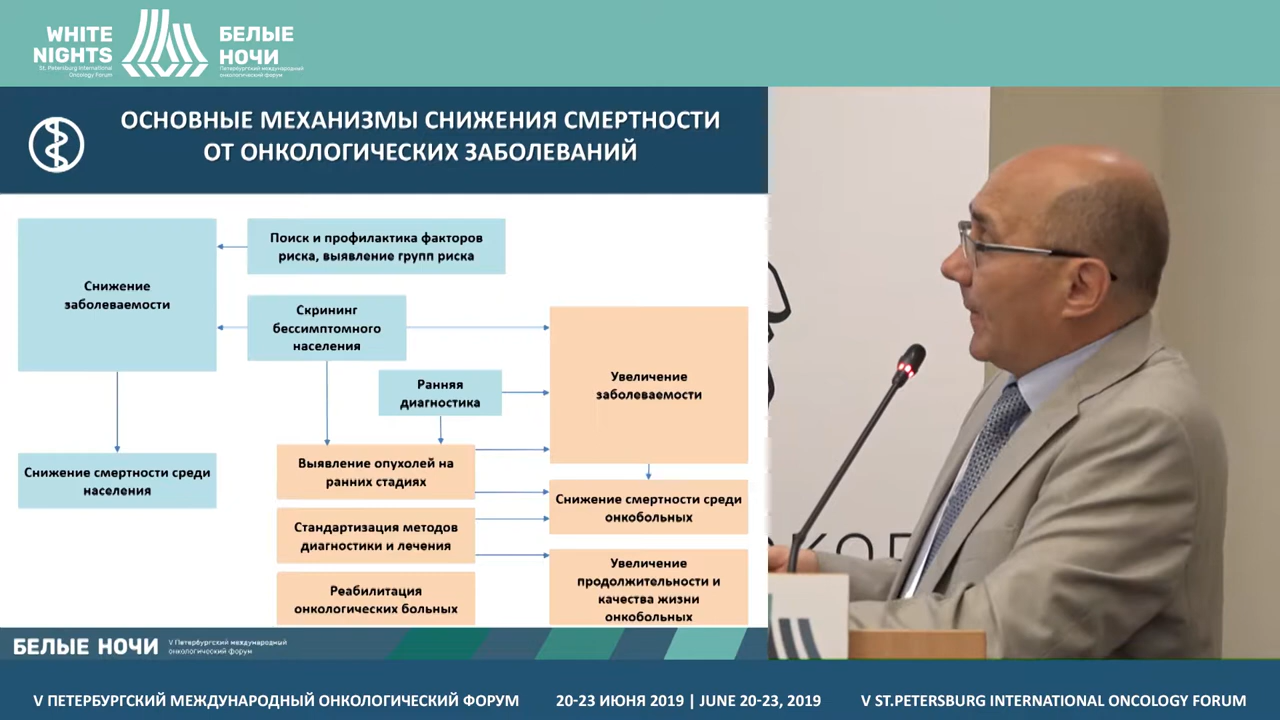 WHITE
NIGHTS
St. Petersburg International
Oncology Forum
БЕЛЫЕ
НОЧИ
Петербургский международный
онкологический форум
ОСНОВНЫЕ МЕХАНИЗМЫ СНИЖЕНИЯ СМЕРТНОСТИ
ОТ ОНКОЛОГИЧЕСКИХ ЗАБОЛЕВАНИЙ
Снижение
заболеваемости
Поиск и профилактика факторов
риска, выявление групп риска
Скрининг
бессимптомного
населения
Ранняя
диагностика
Увеличение
заболеваемости
Снижение смертности среди
населения
Выявление опухолей на
ранних стадиях
Стандартизация методов
диагностики и лечения
Реабилитация
онкологических больных
Снижение смертности среди
онкобольных
Увеличение
продолжительности и
качества жизни
онкобольных
БЕЛЫЕ НОЧИ
V Петербургский международный
онкологический форум
V ПЕТЕРБУРГСКИЙ МЕЖДУНАРОДНЫЙ ОНКОЛОГИЧЕСКИЙ ФОРУМ
20-23 ИЮНЯ 2019 | JUNE 20-23, 2019
V ST.PETERSBURG INTERNATIONAL ONCOLOGY FORUM